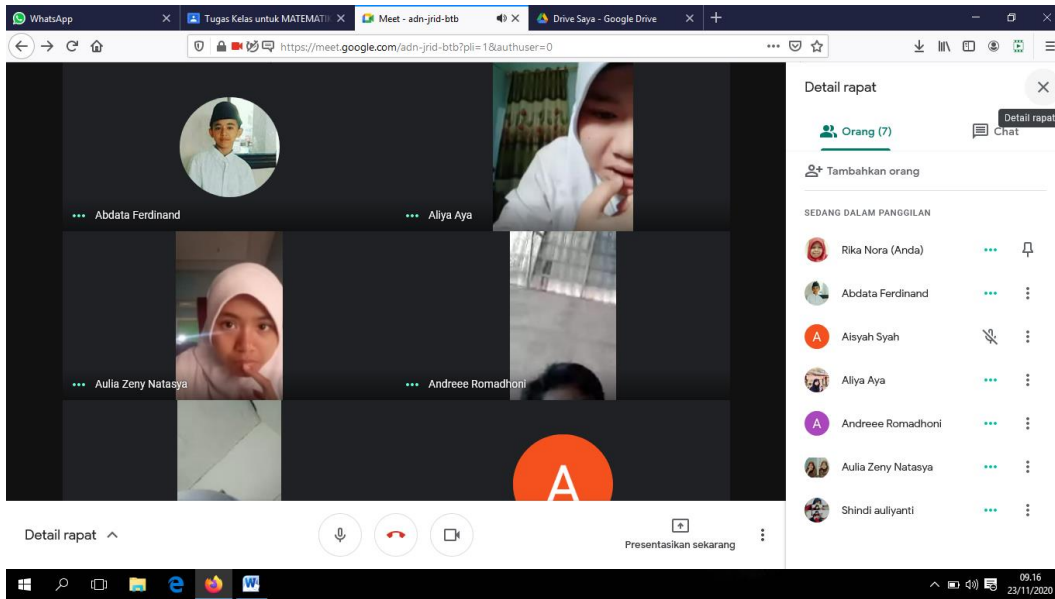 WhatsApp
Tugas Kelas untuk MATEMATI
Meet - adn-jrid-btb
Drive Saya - Google Drive
https://meet.google.com/adn-jrid-btb?pli=1&authuser=0
Abdata Ferdinand
Aliya Aya
Aulia Zeny Natasya
Andreee Romadhoni
A
Detail rapat
Detail rapat
Orang (7)
Chat
Tambahkan orang
SEDANG DALAM PANGGILAN
Rika Nora (Anda)
Abdata Ferdinand
A Aisyah Syah
Aliya Aya
A Andreee Romadhoni
Aulia Zeny Natasya
Shindi auliyanti
Detail rapat
Presentasikan sekarang
09.16
23/11/2020